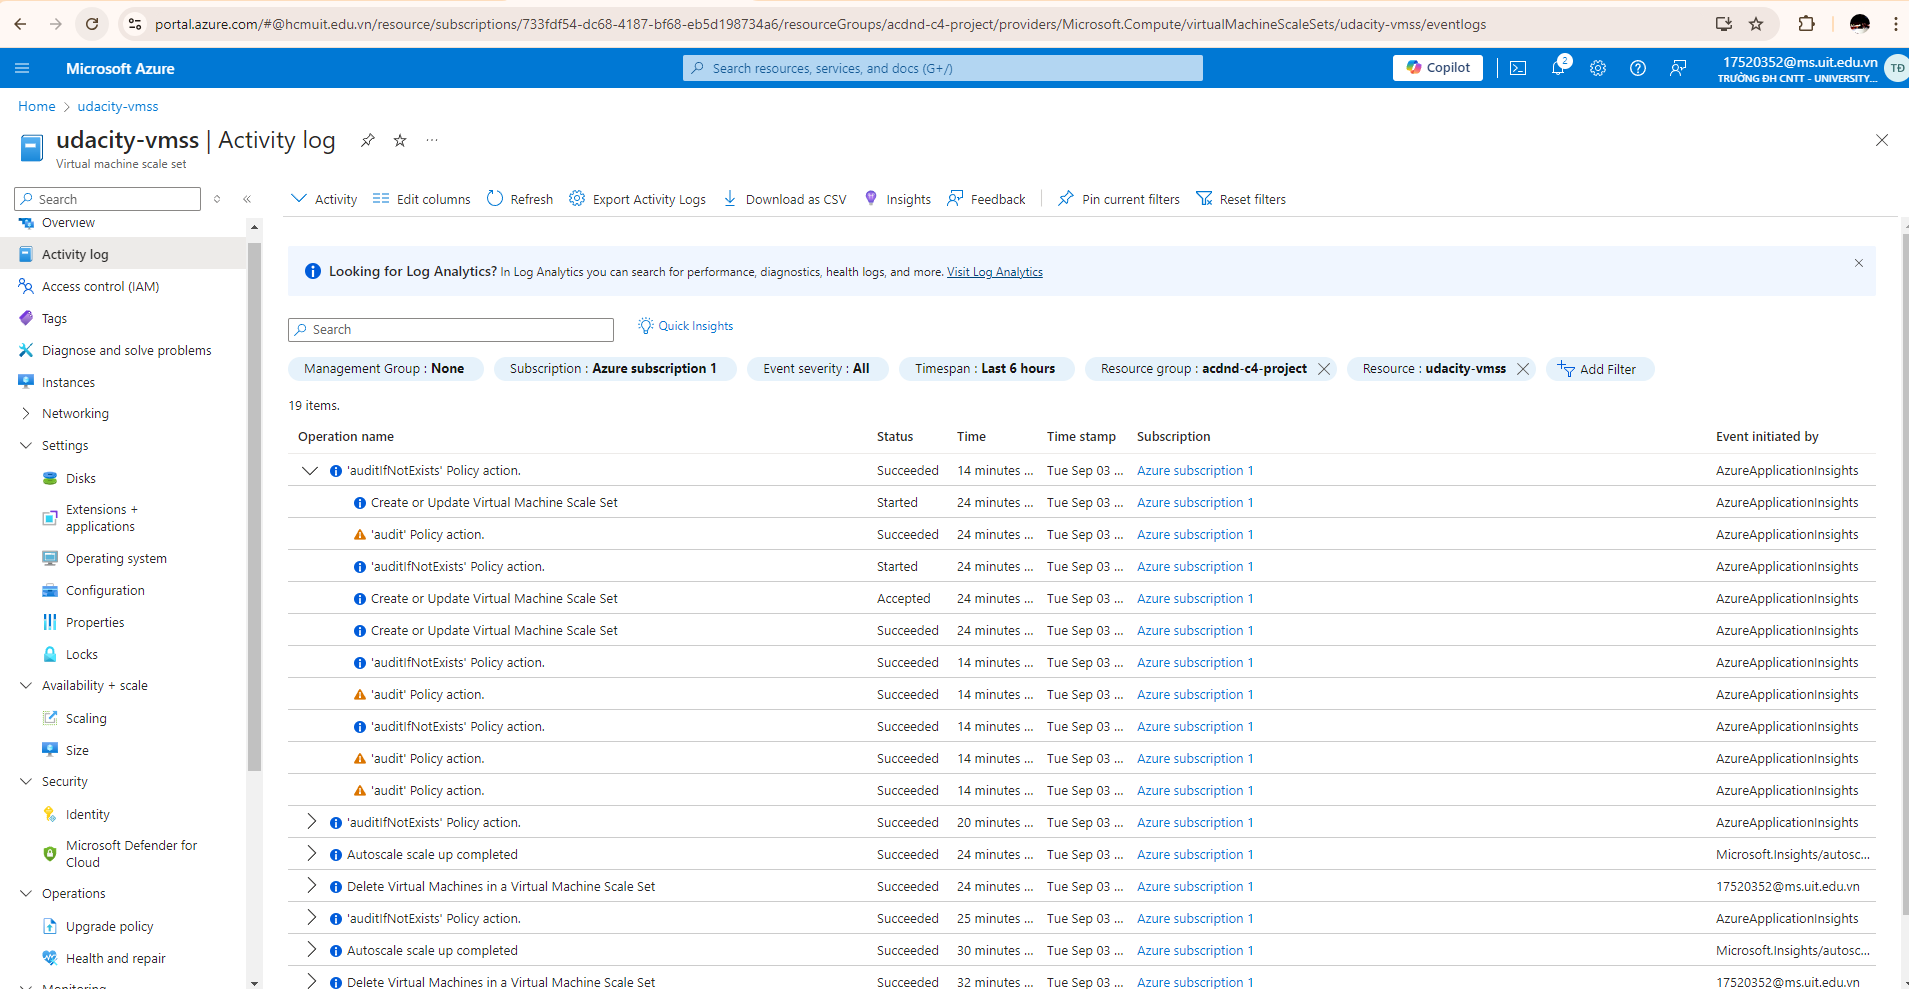 portal.azure.com/#@hcmuit.edu.vn/resource/subscriptions/733fdf54-dc68-4187-bf68-eb5d198734a6/resourceGroups/acdnd-c4-project/providers/Microsoft.Compute/virtualMachineScaleSets/udacity-vmss/eventlogs
Microsoft Azure
Search resources, services, and docs (G+/)
Copilot
2
17520352@ms.uit.edu.vn
TRƯỜNG ĐH CNTT - UNIVERSITY...
TĐ
Home > udacity-vmss
udacity-vmss | Activity log
Virtual machine scale set
Search
Activity Edit columns Refresh Export Activity Logs Download as CSV Insights Feedback Pin current filters Reset filters
Overview
Activity log
Access control (IAM)
Tags
Diagnose and solve problems
Instances
Networking
Settings
Disks
Extensions +
applications
Operating system
Configuration
Properties
Locks
Availability + scale
Scaling
Size
Security
Identity
Microsoft Defender for
Cloud
Operations
Upgrade policy
Health and repair
Monitoring
Looking for Log Analytics? In Log Analytics you can search for performance, diagnostics, health logs, and more. Visit Log Analytics
Search
Quick Insights
Management Group : None Subscription : Azure subscription 1 Event severity : All Timespan : Last 6 hours Resource group : acdnd-c4-project Resource : udacity-vmss Add Filter
19 items.
Operation name Status Time Time stamp Subscription Event initiated by
'auditIfNotExists' Policy action. Succeeded 14 minutes ... Tue Sep 03 ... Azure subscription 1 AzureApplicationInsights
Create or Update Virtual Machine Scale Set Started 24 minutes ... Tue Sep 03 ... Azure subscription 1 AzureApplicationInsights
'audit' Policy action. Succeeded 24 minutes ... Tue Sep 03 ... Azure subscription 1 AzureApplicationInsights
'auditIfNotExists' Policy action. Started 24 minutes ... Tue Sep 03 ... Azure subscription 1 AzureApplicationInsights
Create or Update Virtual Machine Scale Set Accepted 24 minutes ... Tue Sep 03 ... Azure subscription 1 AzureApplicationInsights
Create or Update Virtual Machine Scale Set Succeeded 24 minutes ... Tue Sep 03 ... Azure subscription 1 AzureApplicationInsights
'auditIfNotExists' Policy action. Succeeded 14 minutes ... Tue Sep 03 ... Azure subscription 1 AzureApplicationInsights
'audit' Policy action. Succeeded 14 minutes ... Tue Sep 03 ... Azure subscription 1 AzureApplicationInsights
'auditIfNotExists' Policy action. Succeeded 14 minutes ... Tue Sep 03 ... Azure subscription 1 AzureApplicationInsights
'audit' Policy action. Succeeded 14 minutes ... Tue Sep 03 ... Azure subscription 1 AzureApplicationInsights
'audit' Policy action. Succeeded 14 minutes ... Tue Sep 03 ... Azure subscription 1 AzureApplicationInsights
'auditIfNotExists' Policy action. Succeeded 20 minutes ... Tue Sep 03 ... Azure subscription 1 AzureApplicationInsights
Autoscale scale up completed Succeeded 24 minutes ... Tue Sep 03 ... Azure subscription 1 Microsoft.Insights/autosc...
Delete Virtual Machines in a Virtual Machine Scale Set Succeeded 24 minutes ... Tue Sep 03 ... Azure subscription 1 17520352@ms.uit.edu.vn
'auditIfNotExists' Policy action. Succeeded 25 minutes ... Tue Sep 03 ... Azure subscription 1 AzureApplicationInsights
Autoscale scale up completed Succeeded 30 minutes ... Tue Sep 03 ... Azure subscription 1 Microsoft.Insights/autosc...
Delete Virtual Machines in a Virtual Machine Scale Set Succeeded 32 minutes ... Tue Sep 03 ... Azure subscription 1 17520352@ms.uit.edu.vn